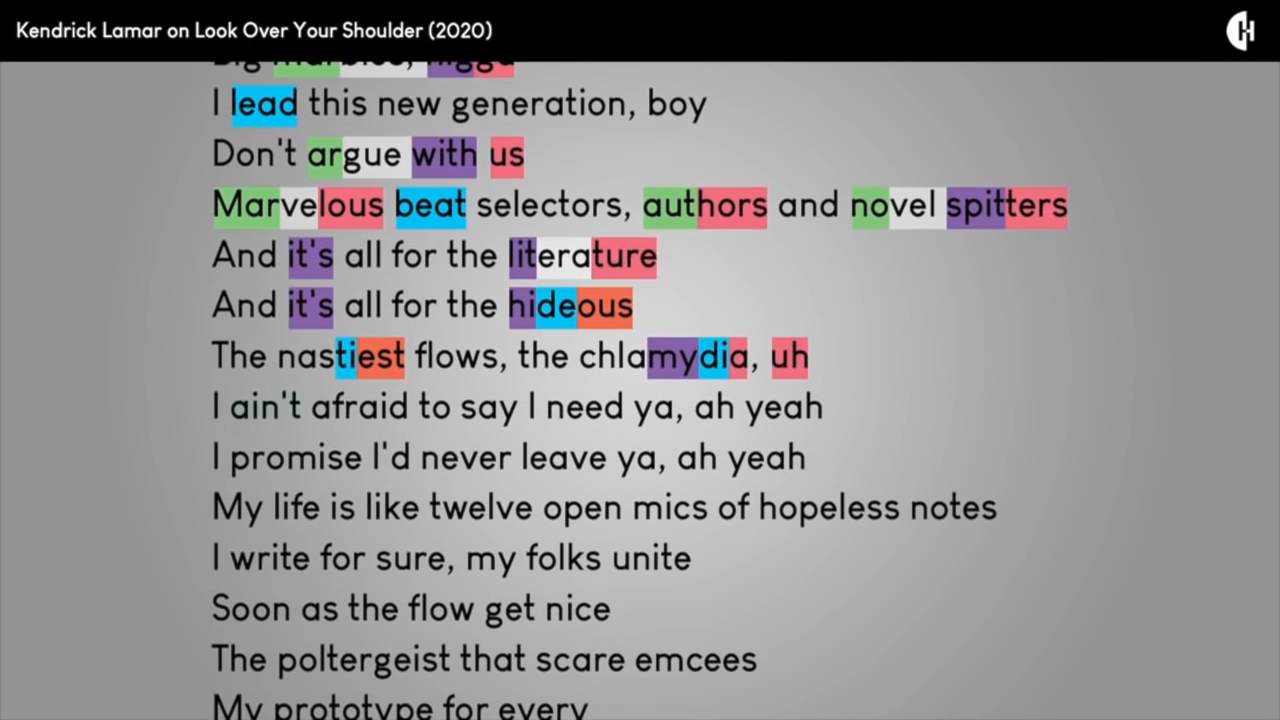 Kendrick Lamar on Look Over Your Shoulder (2020)
I lead this new generation, boy
Don't argue with us
Marvelous beat selectors, authors and novel spitters
And it's all for the literature
And it's all for the hideous
The nastiest flows, the chlamydia, uh
I ain't afraid to say I need ya, ah yeah
I promise I'd never leave ya, ah yeah
My life is like twelve open mics of hopeless notes
I write for sure, my folks unite
Soon as the flow get nice
The poltergeist that scare emcees
My prototype for every